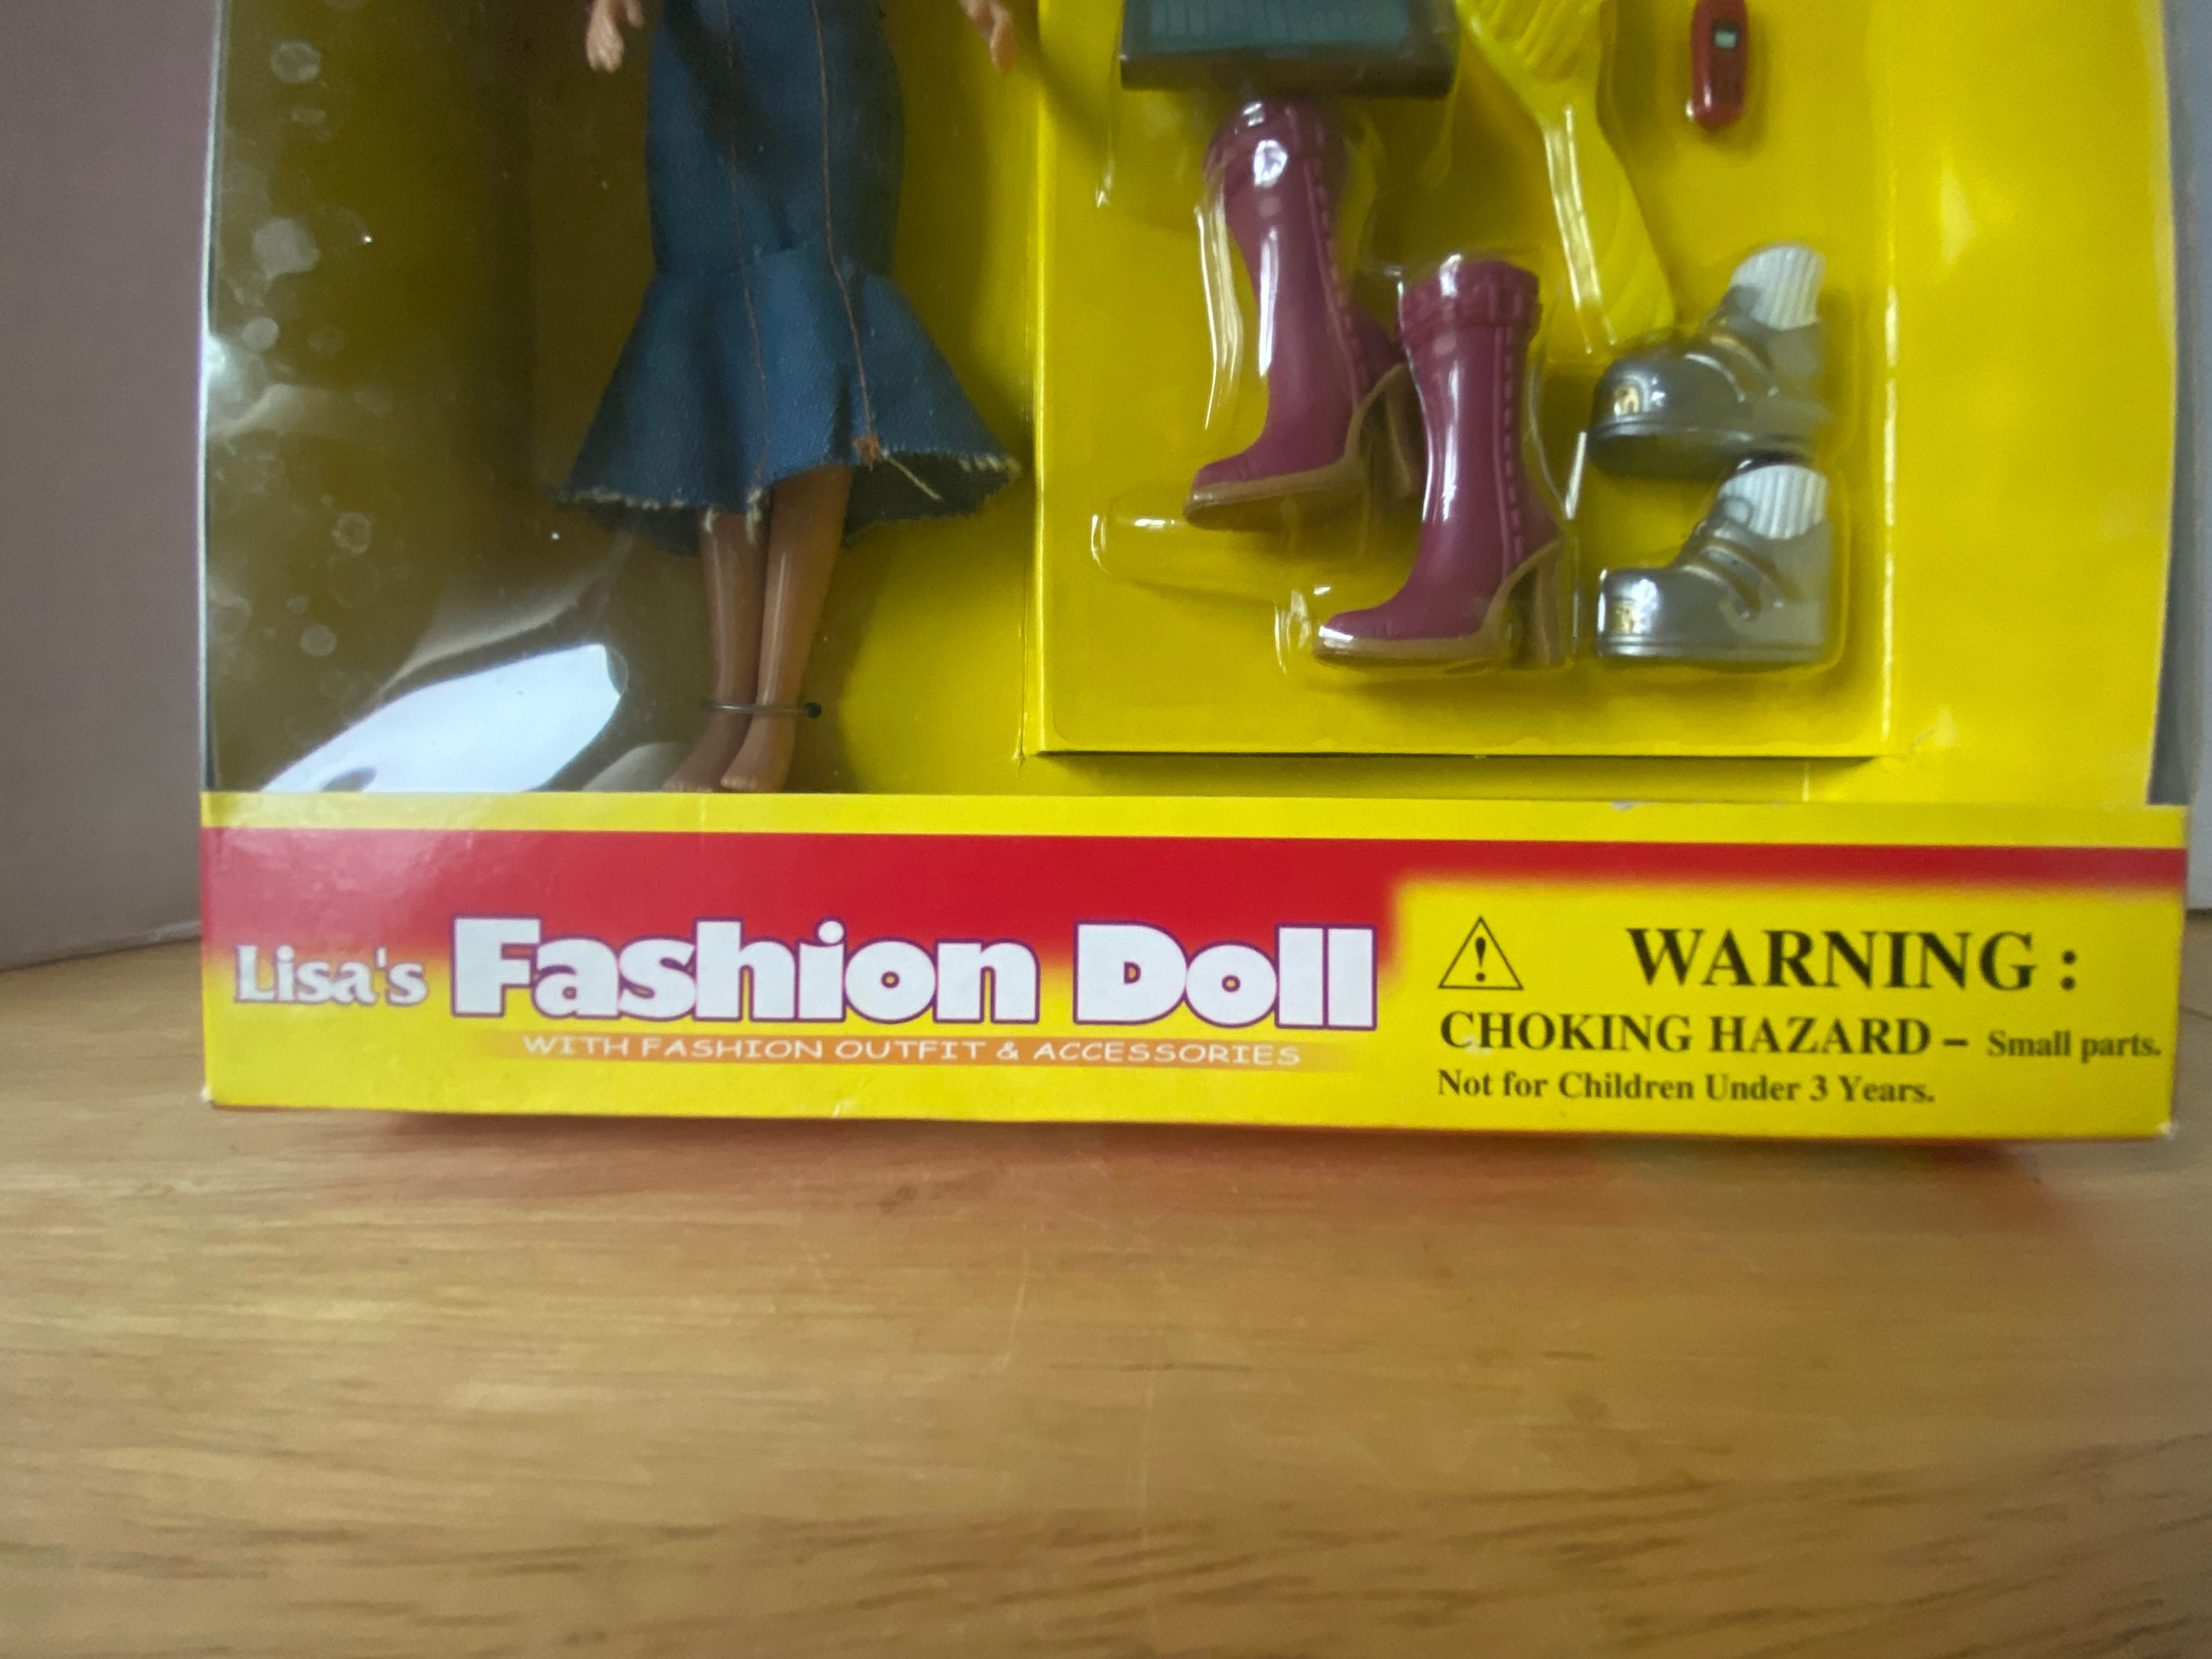 Lisa's Fashion Doll
WITH FASHION OUTFIT & ACCESSORIES
WARNING :
CHOKING HAZARD – Small parts.
Not for Children Under 3 Years.